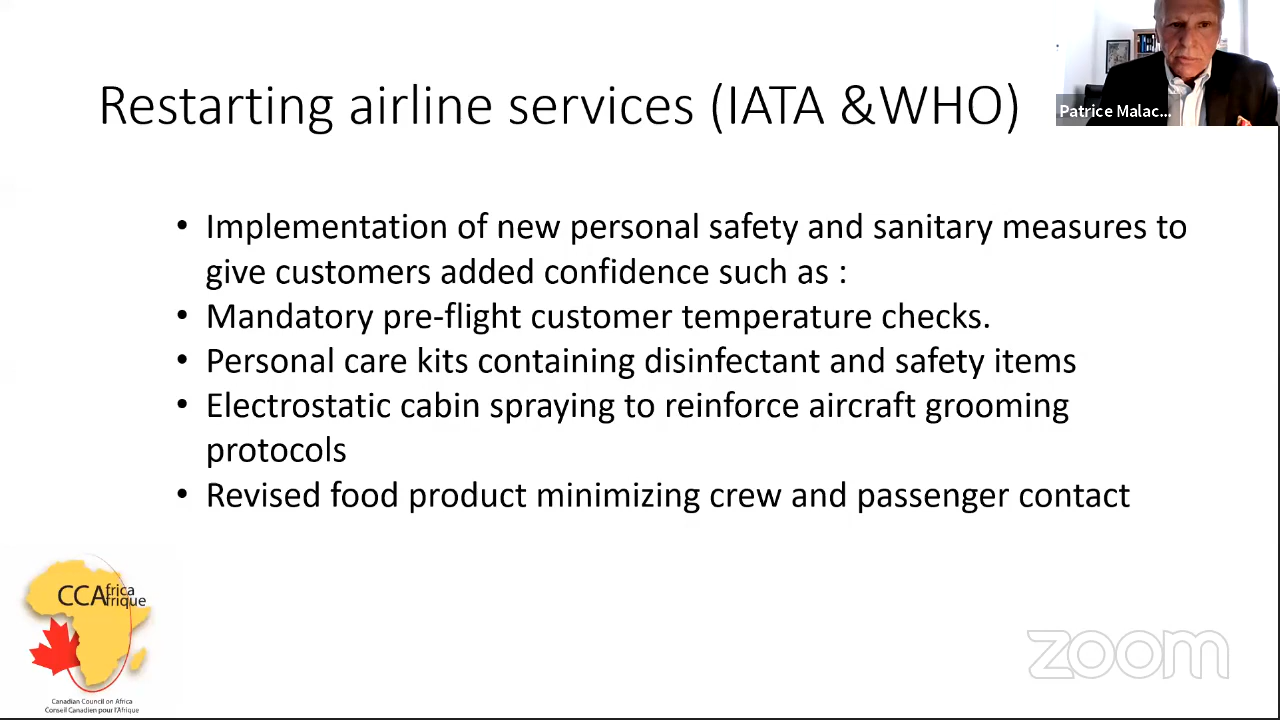 Restarting airline services (IATA &WHO)
Patrice Malac...
• Implementation of new personal safety and sanitary measures to
give customers added confidence such as :
• Mandatory pre-flight customer temperature checks.
• Personal care kits containing disinfectant and safety items
• Electrostatic cabin spraying to reinforce aircraft grooming
protocols
• Revised food product minimizing crew and passenger contact
CCAfrica
frique
Canadian Council on Africa
Conseil Canadien pour l'Afrique
zoom